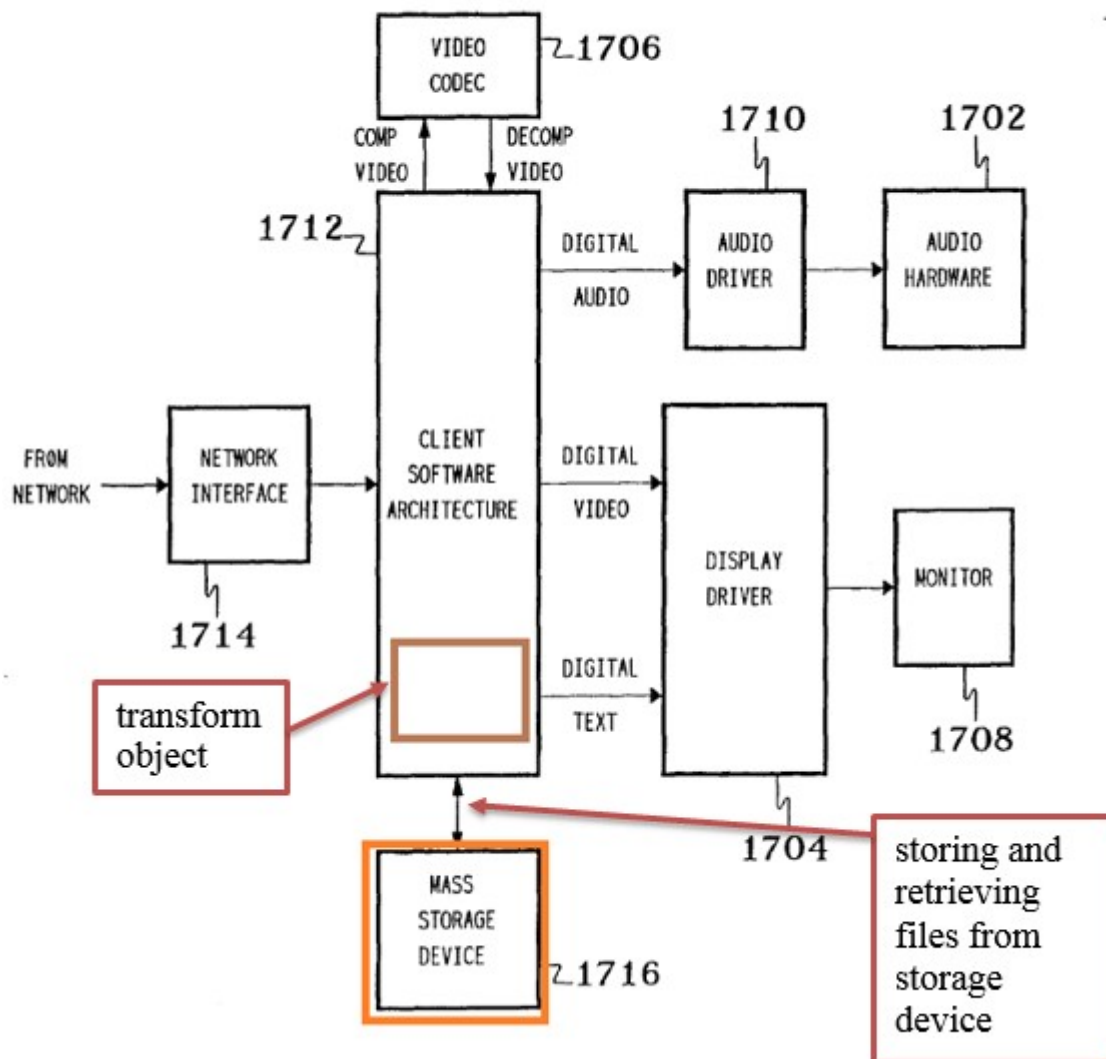 VIDEO
CODEC
1706
COMP
VIDEO
DECOMP
VIDEO
1710
1702
1712
DIGITAL
AUDIO
AUDIO
DRIVER
AUDIO
HARDWARE
FROM
NETWORK
NETWORK
INTERFACE
CLIENT
SOFTWARE
ARCHITECTURE
DIGITAL
VIDEO
DISPLAY
DRIVER
MONITOR
1714
transform
object
DIGITAL
TEXT
1708
1704
MASS
STORAGE
DEVICE
1716
storing and
retrieving
files from
storage
device